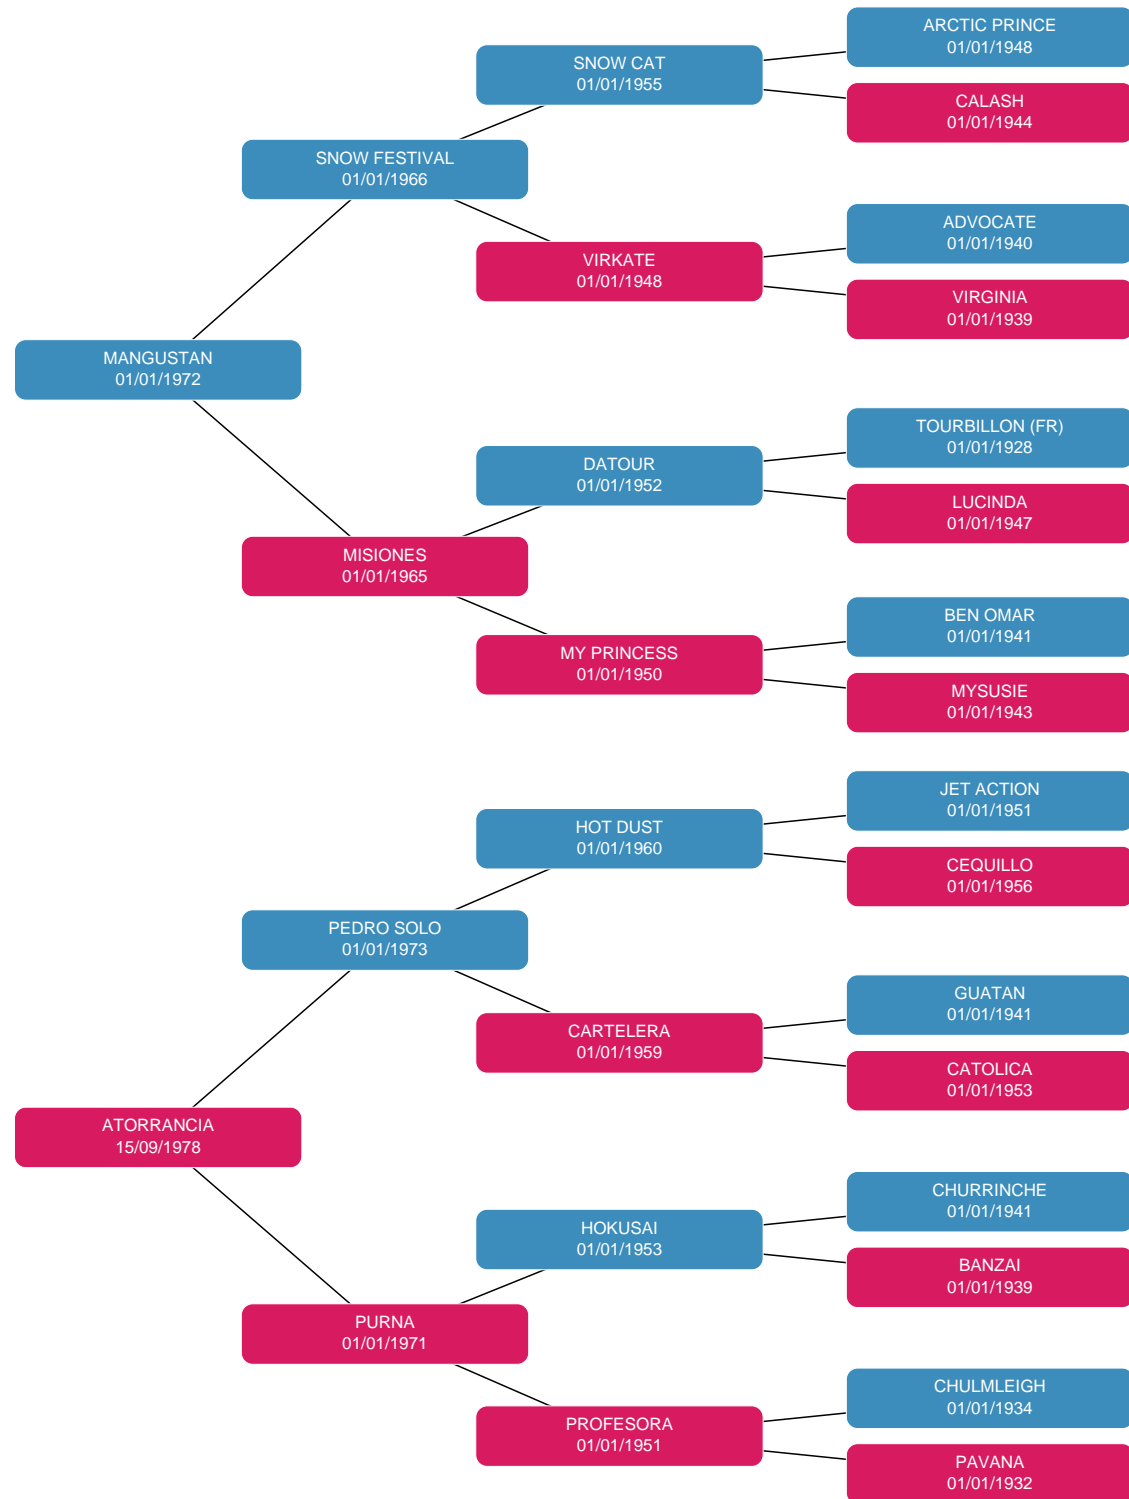 ARCTIC PRINCE
01/01/1948
SNOW CAT
01/01/1955
CALASH
01/01/1944
SNOW FESTIVAL
01/01/1966
ADVOCATE
01/01/1940
VIRKATE
01/01/1948
VIRGINIA
01/01/1939
MANGUSTAN
01/01/1972
TOURBILLON (FR)
01/01/1928
DATOUR
01/01/1952
LUCINDA
01/01/1947
MISIONES
01/01/1965
BEN OMAR
01/01/1941
MY PRINCESS
01/01/1950
MYSUSIE
01/01/1943
JET ACTION
01/01/1951
HOT DUST
01/01/1960
CEQUILLO
01/01/1956
PEDRO SOLO
01/01/1973
GUATAN
01/01/1941
CARTELERA
01/01/1959
CATOLICA
01/01/1953
ATORRANCIA
15/09/1978
CHURRINCHE
01/01/1941
HOKUSAI
01/01/1953
BANZAI
01/01/1939
PURNA
01/01/1971
CHULMLEIGH
01/01/1934
PROFESORA
01/01/1951
PAVANA
01/01/1932